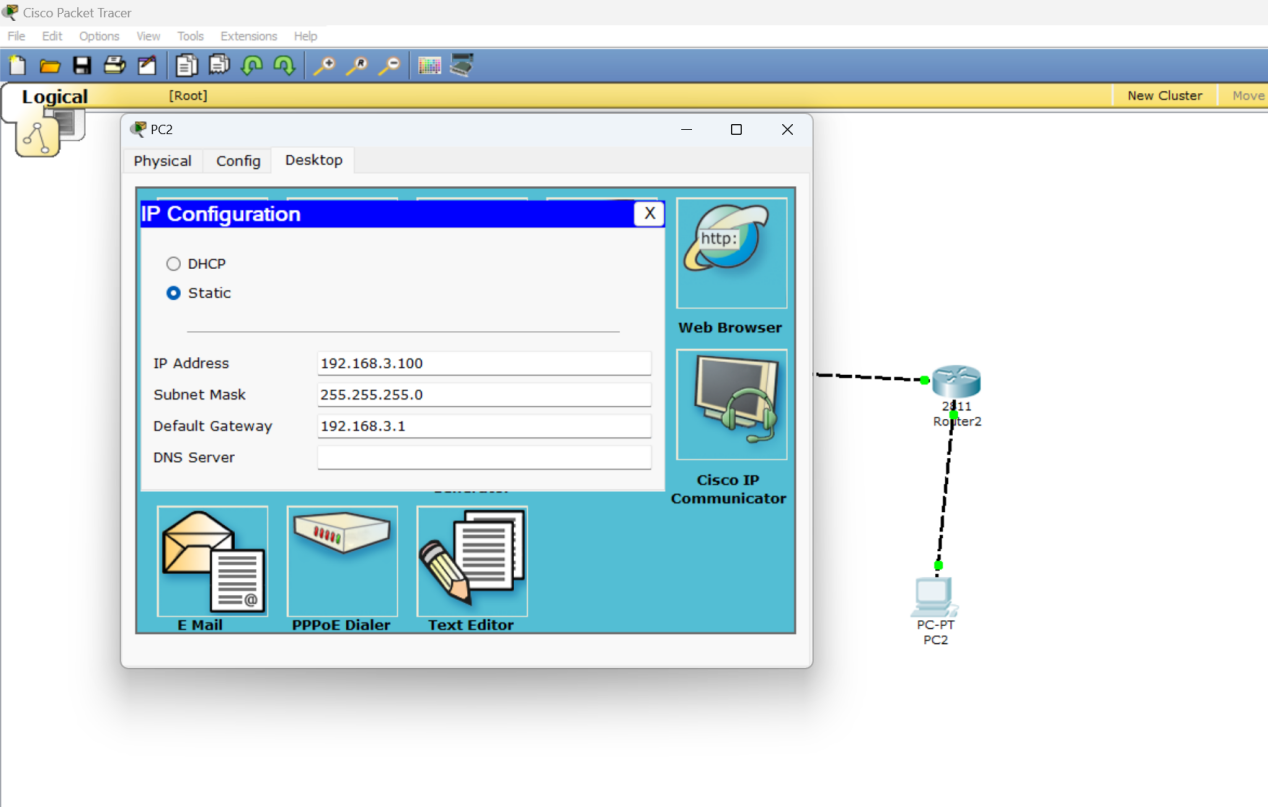 Cisco Packet Tracer
File Edit Options View Tools Extensions Help
Logical [Root] New Cluster Move
PC2
Physical Config Desktop
IP Configuration X
http:
DHCP
Static
Web Browser
IP Address 192.168.3.100
Subnet Mask 255.255.255.0
Default Gateway 192.168.3.1
DNS Server
2811
Router2
Cisco IP
Communicator
@
E Mail PPPoE Dialer Text Editor
PC-PT
PC2